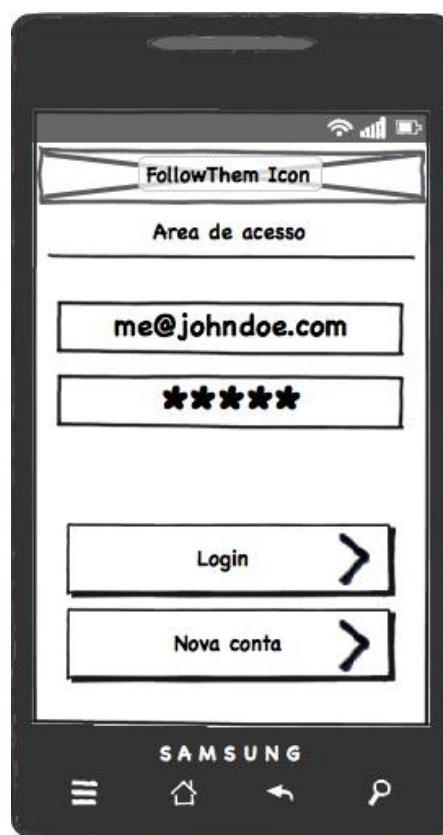 FollowThem Icon
Area de acesso
me@johndoe.com
*****
Login
Nova conta
SAMSUNG